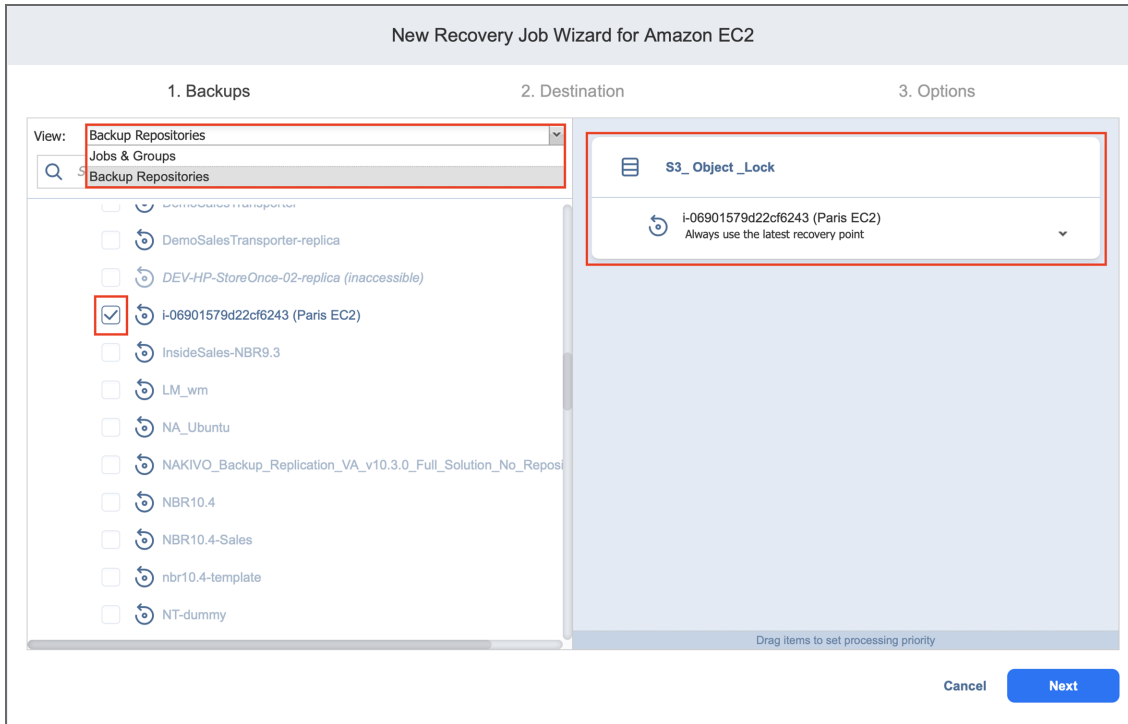 New Recovery Job Wizard for Amazon EC2
1. Backups
2. Destination
3. Options
View:
Backup Repositories
Jobs & Groups
Backup Repositories
S
DemoSalesTransporter
DemoSalesTransporter-replica
DEV-HP-StoreOnce-02-replica (inaccessible)
i-06901579d22cf6243 (Paris EC2)
InsideSales-NBR9.3
LM_wm
NA_Ubuntu
NAKIVO_Backup_Replication_VA_v10.3.0_Full_Solution_No_Reposi
NBR10.4
NBR10.4-Sales
nbr10.4-template
NT-dummy
S3_ Object _Lock
i-06901579d22cf6243 (Paris EC2)
Always use the latest recovery point
Drag items to set processing priority
Cancel
Next